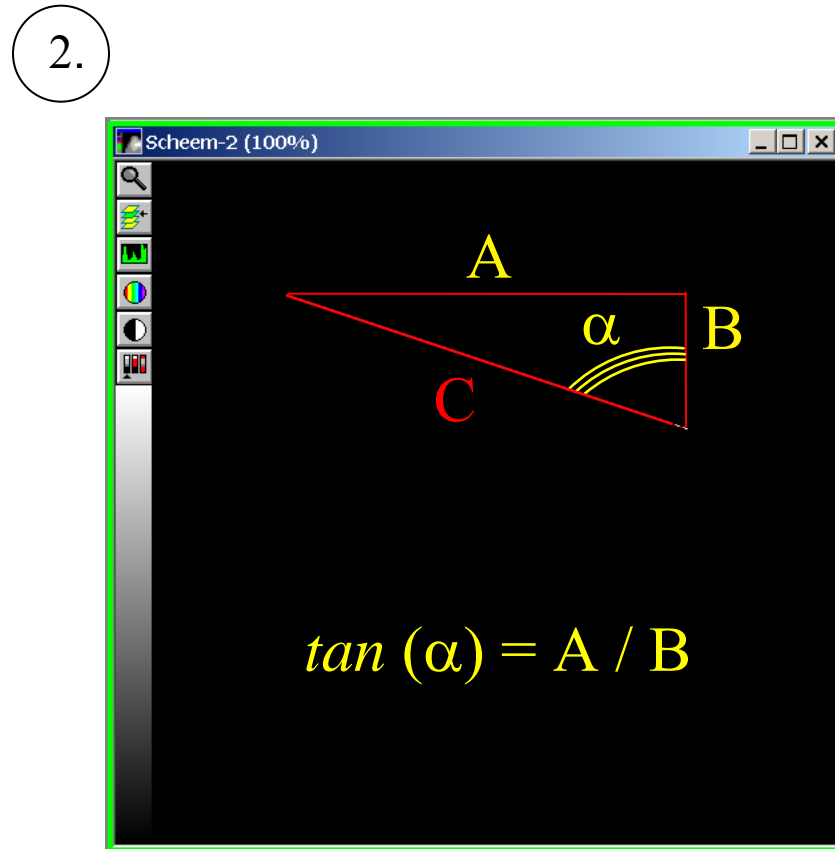 2.
Scheem-2 (100%)
A
α
B
C
tan (α) = A / B